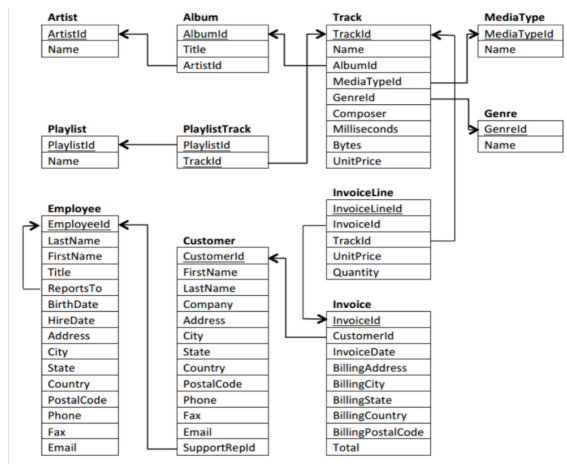 Artist
ArtistId
Name
Album
AlbumId
Title
ArtistId
Track
TrackId
Name
AlbumId
MediaTypeId
GenreId
Composer
Milliseconds
Bytes
UnitPrice
MediaType
MediaTypeId
Name
Genre
GenreId
Name
Playlist
PlaylistId
Name
PlaylistTrack
PlaylistId
TrackId
InvoiceLine
InvoiceLineId
InvoiceId
TrackId
UnitPrice
Quantity
Employee
EmployeeId
LastName
FirstName
Title
ReportsTo
BirthDate
HireDate
Address
City
State
Country
PostalCode
Phone
Fax
Email
Customer
CustomerId
FirstName
LastName
Company
Address
City
State
Country
PostalCode
Phone
Fax
Email
SupportRepId
Invoice
InvoiceId
CustomerId
InvoiceDate
BillingAddress
BillingCity
BillingState
BillingCountry
BillingPostalCode
Total